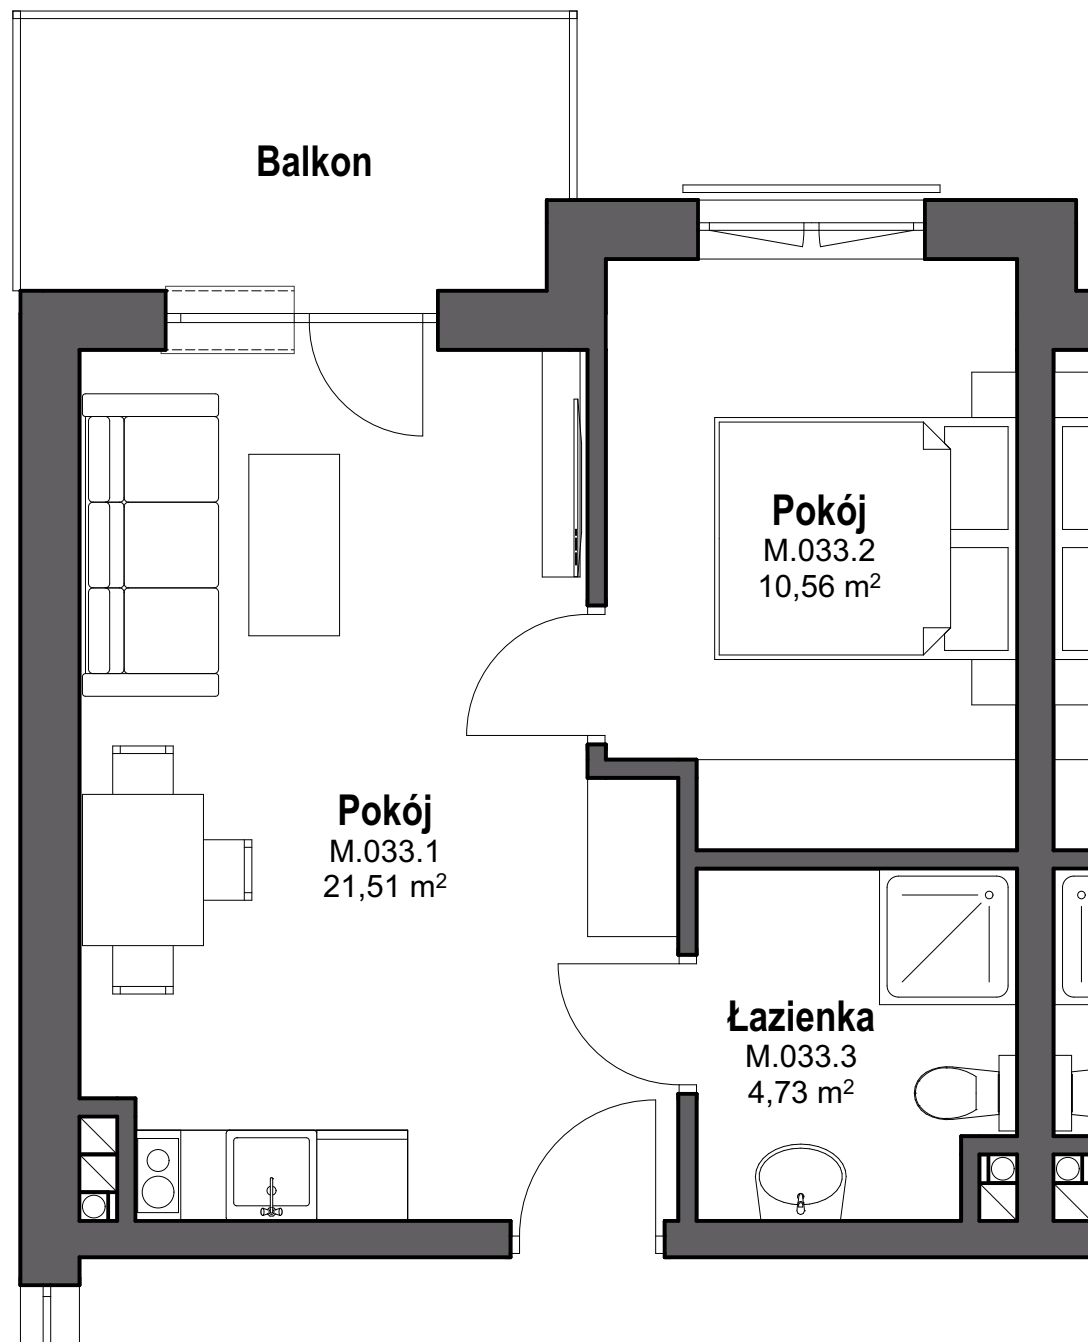 Balkon
Pokój
M.033.2
10,56 m²
Pokój
M.033.1
21,51 m²
Łazienka
M.033.3
4,73 m²